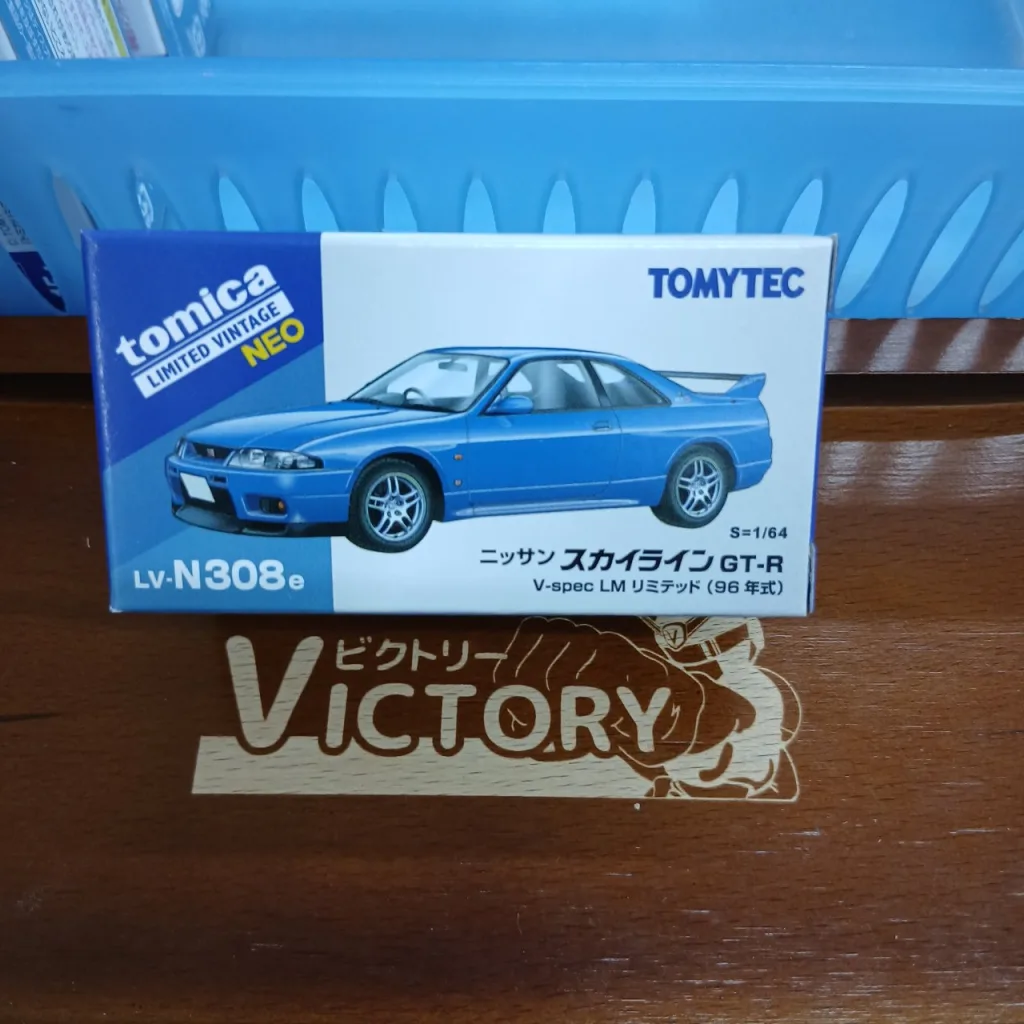 tomica
LIMITED VINTAGE
NEO
TOMYTEC
S=1/64
LV-N308e
ニッサン スカイライン GT-R
V-spec LM リミテッド (96 年式)
ビクトリー
VICTORY